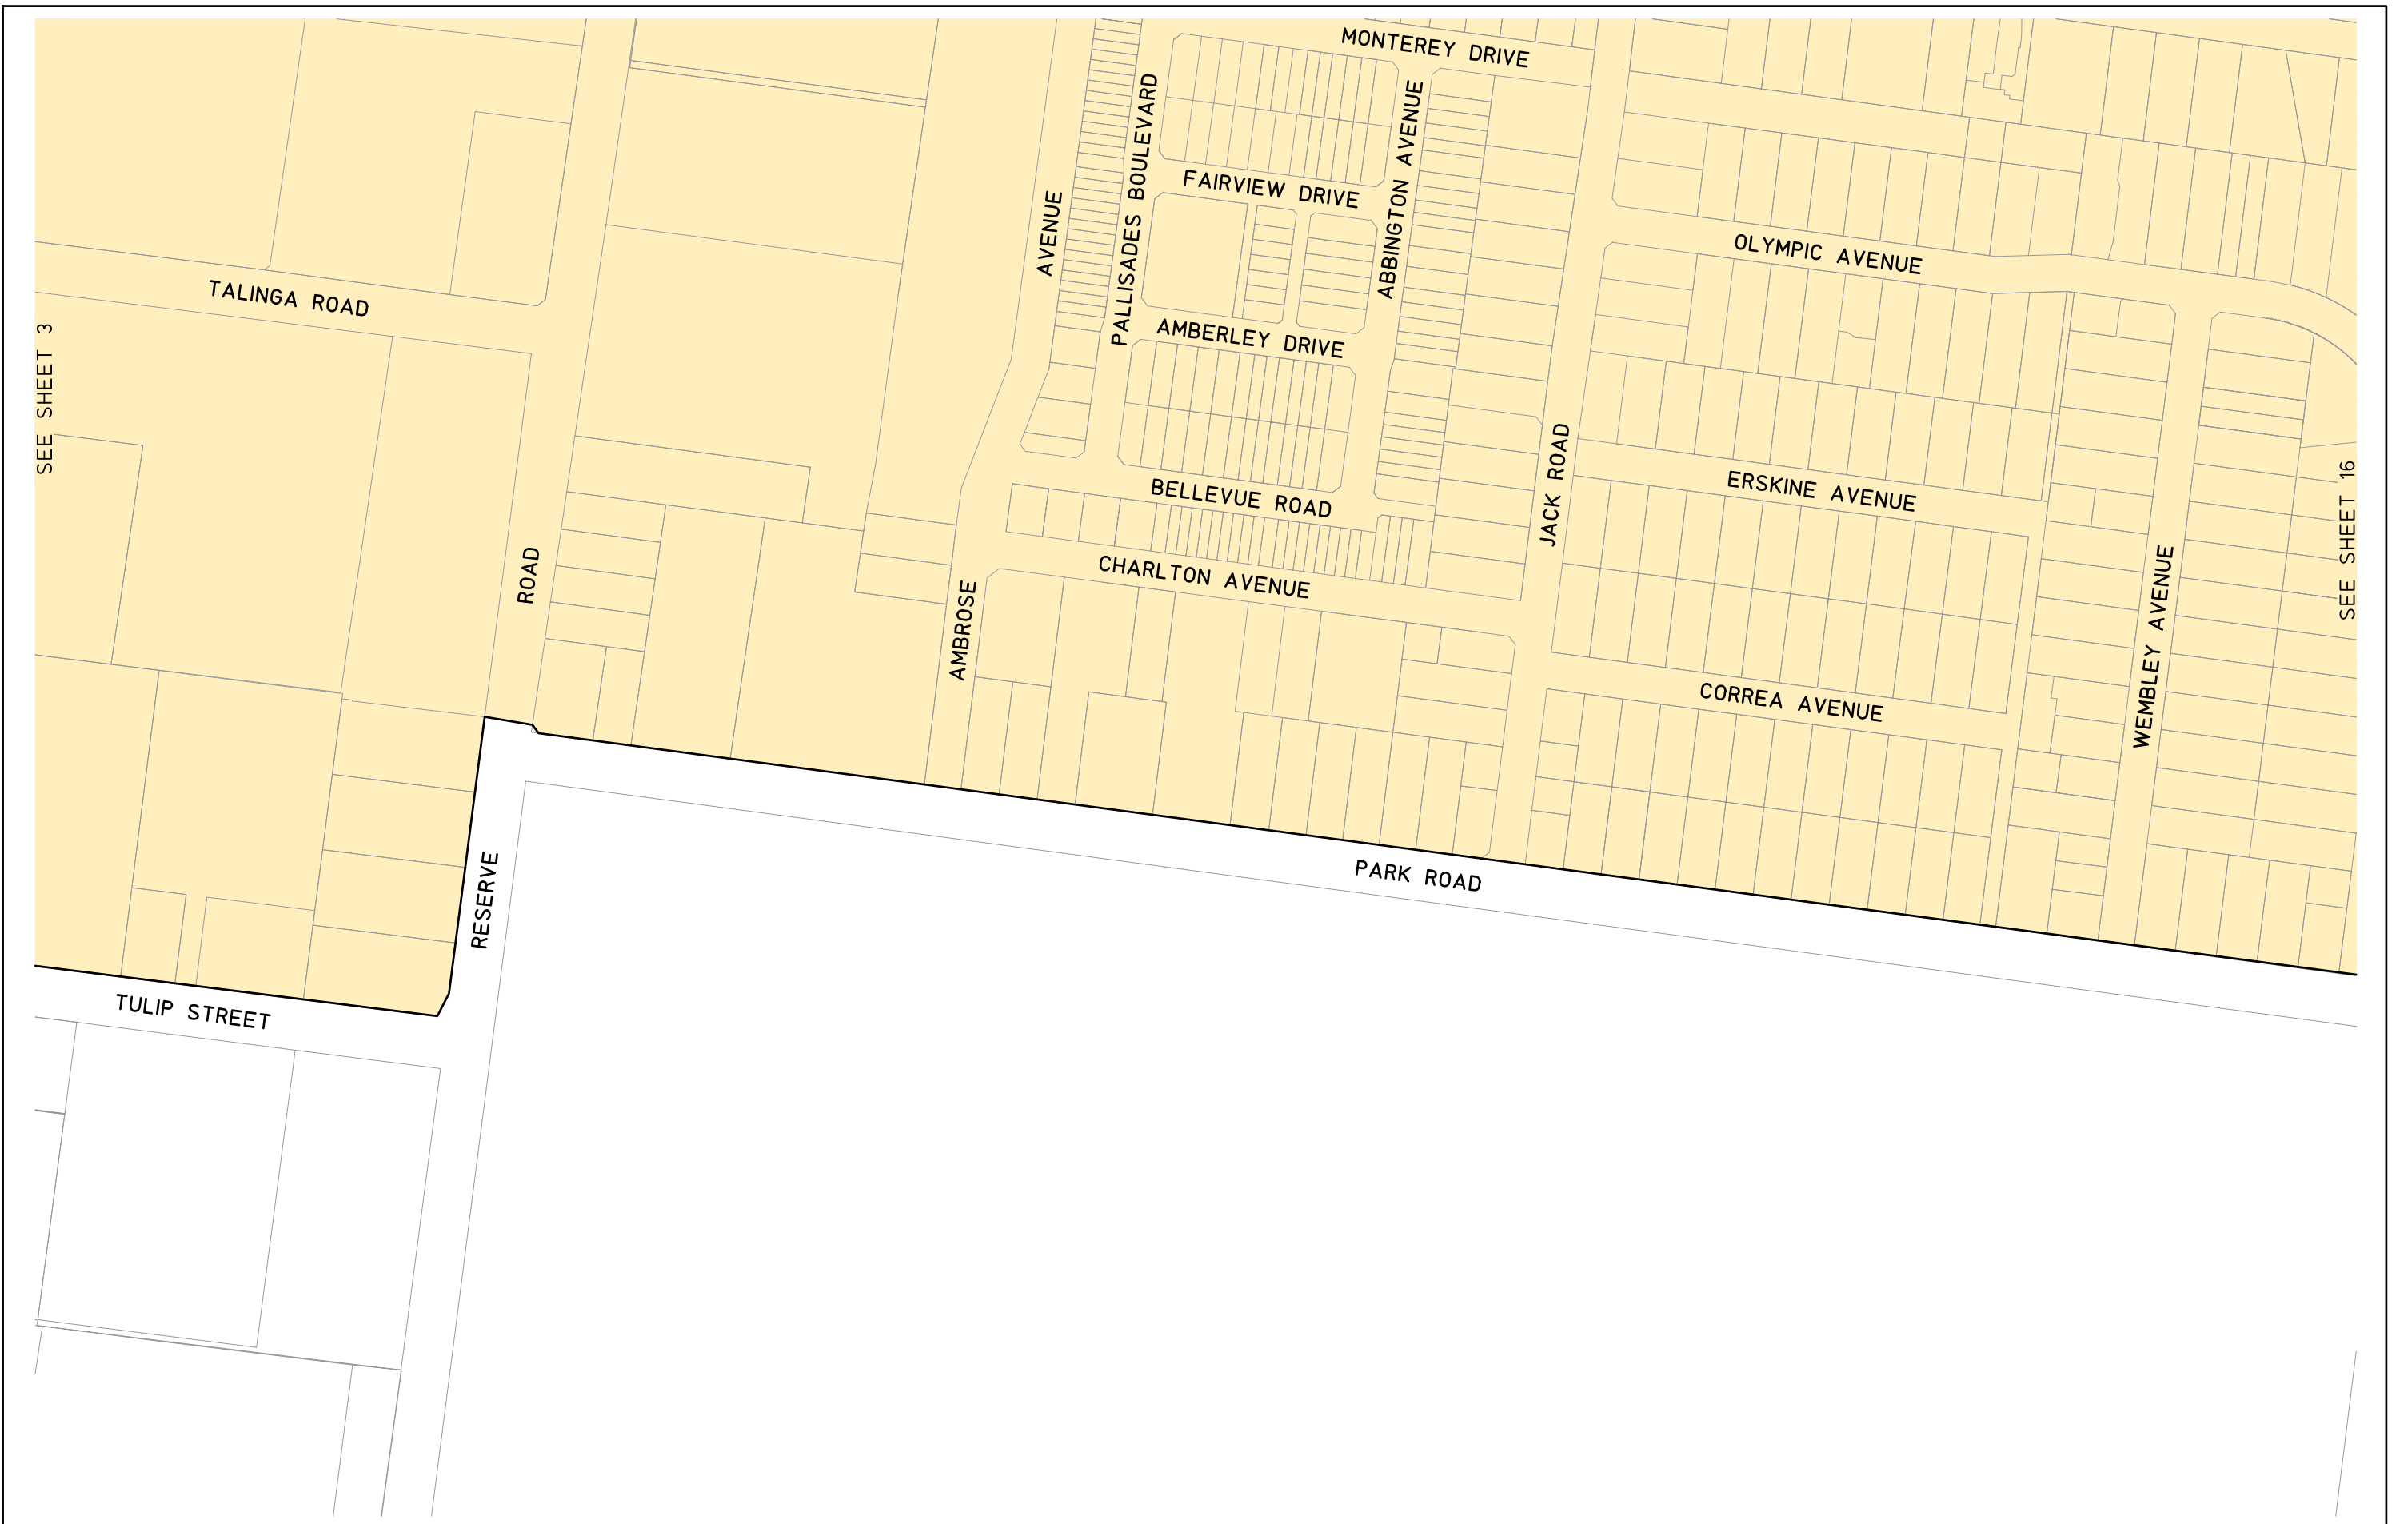 MONTEREY DRIVE
PALLISADES BOULEVARD
ABBINGTON AVENUE
FAIRVIEW DRIVE
AVENUE
OLYMPIC AVENUE
TALINGA ROAD
AMBERLEY DRIVE
SEE SHEET 3
JACK ROAD
BELLEVUE ROAD
ERSKINE AVENUE
SEE SHEET 16
ROAD
CHARLTON AVENUE
AMBROSE
WEMBLEY AVENUE
CORREA AVENUE
PARK ROAD
RESERVE
TULIP STREET